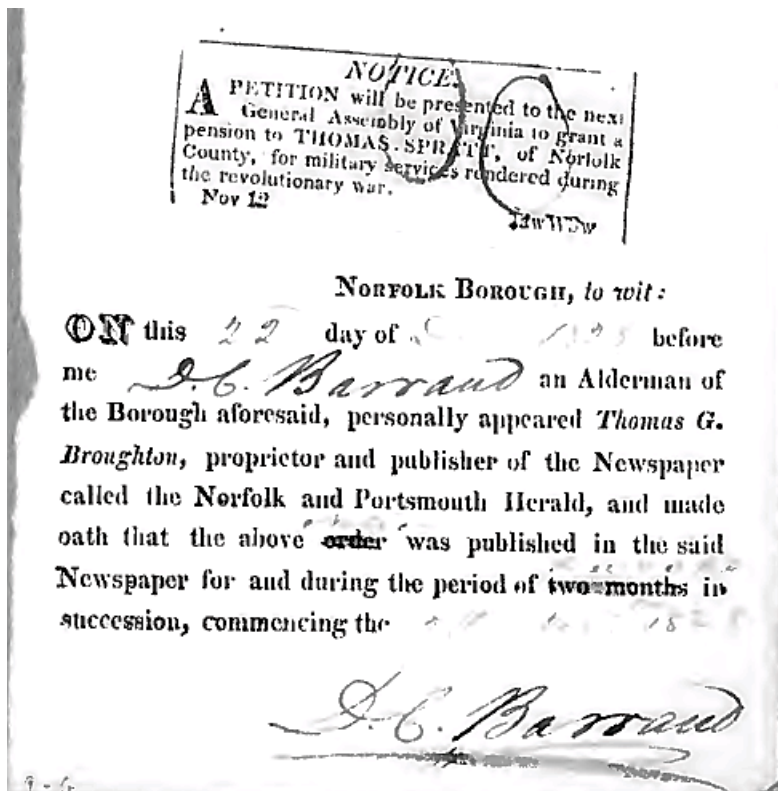 NOTICE.
A PETITION will be presented to the next
General Assembly of Virginia to grant a
pension to THOMAS SPRATT, of Norfolk
County, for military services rendered during
the revolutionary war.
Nov 12
NORFOLK BOROUGH, to wit:
ON this 22 day of before
me D. C. Barraud an Alderman of
the Borough aforesaid, personally appeared Thomas G.
Broughton, proprietor and publisher of the Newspaper
called the Norfolk and Portsmouth Herald, and made
oath that the above order was published in the said
Newspaper for and during the period of two months in
succession, commencing the
D. C. Barraud